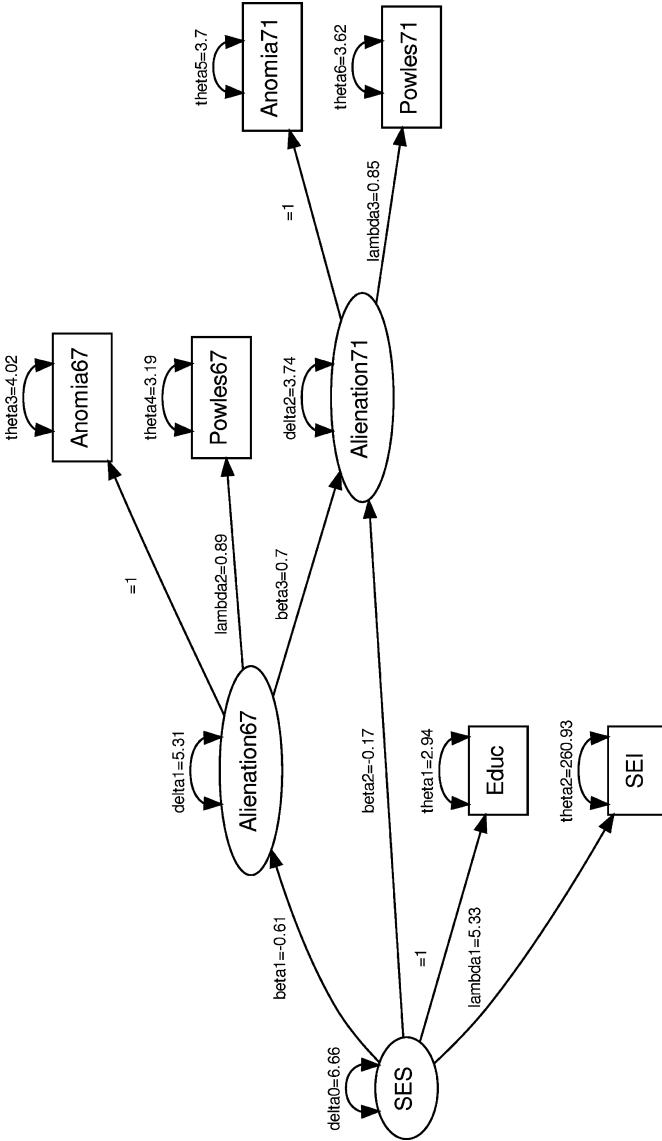 delta0=6.66
SES
beta1=-0.61
beta2=-0.17
=1
lambda1=5.33
delta1=5.31
Alienation67
theta1=2.94
Educ
theta2=260.93
SEI
=1
lambda2=0.89
beta3=0.7
theta3=4.02
Anomia67
theta4=3.19
Powles67
delta2=3.74
Alienation71
=1
lambda3=0.85
theta5=3.7
Anomia71
theta6=3.62
Powles71